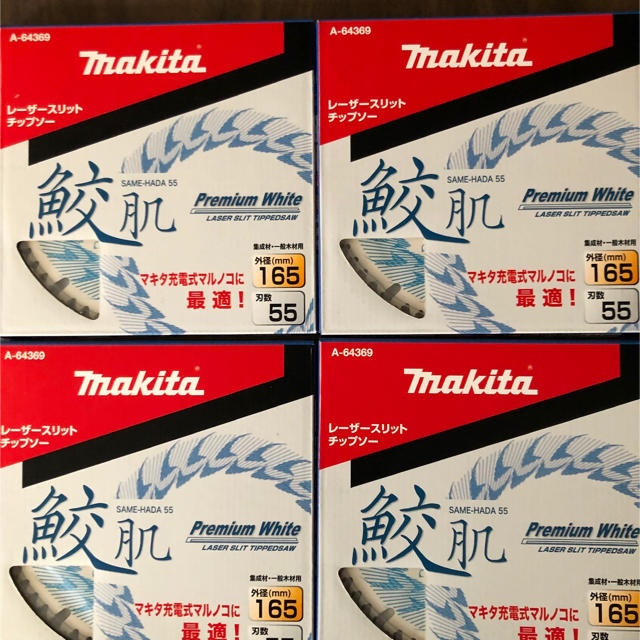 A-64369
makita
レーザースリット
チップソー
鮫肌
SAME-HADA 55
Premium White
LASER SLIT TIPPEDSAW
集成材・一般木材用
外径(mm)
165
マキタ充電式マルノコに
最適！
刃数
55
A-64369
makita
レーザースリット
チップソー
鮫肌
SAME-HADA 55
Premium White
LASER SLIT TIPPEDSAW
集成材・一般木材用
外径(mm)
165
マキタ充電式マルノコに
最適！
刃数
55
A-64369
makita
レーザースリット
チップソー
鮫肌
SAME-HADA 55
Premium White
LASER SLIT TIPPEDSAW
集成材・一般木材用
外径(mm)
165
マキタ充電式マルノコに
最適！
刃数
A-64369
makita
レーザースリット
チップソー
鮫肌
SAME-HADA 55
Premium White
LASER SLIT TIPPEDSAW
集成材・一般木材用
外径(mm)
165
マキタ充電式マルノコに
最適！
刃数